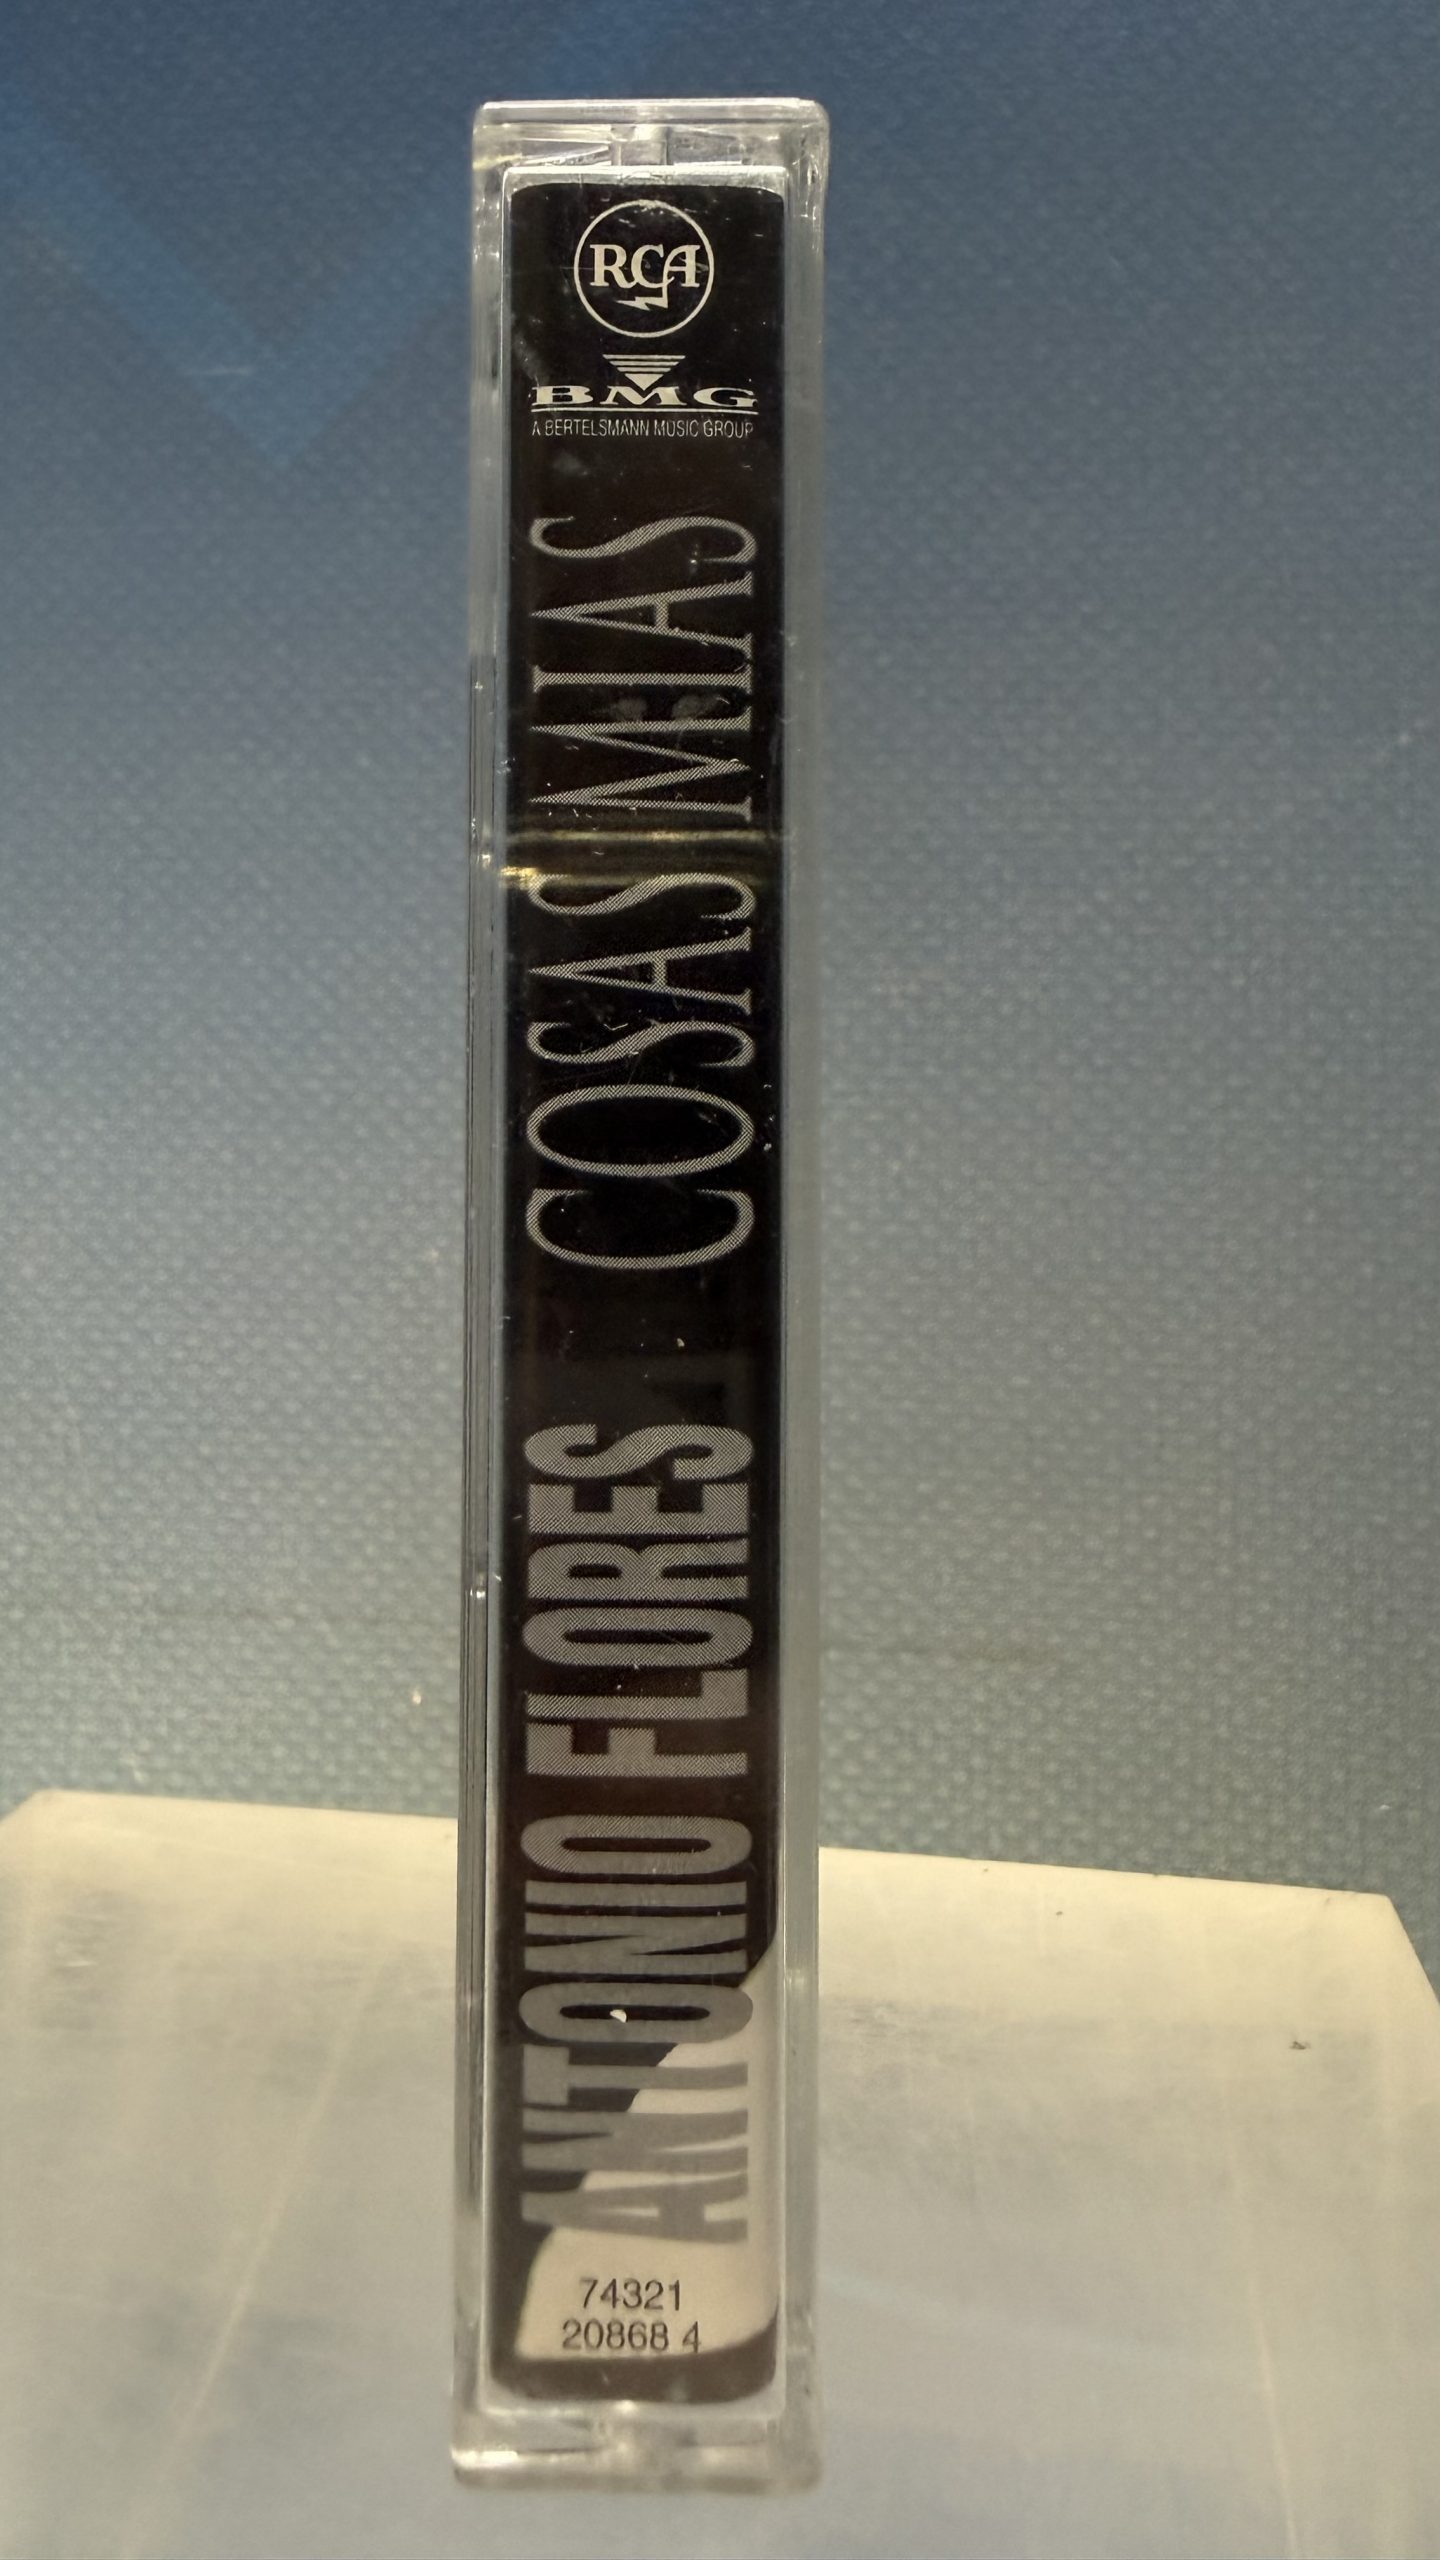 RCA
BMG
A BERTELSMANN MUSIC GROUP
ANTONIO FLORES COSAS MIAS
74321
20868 4